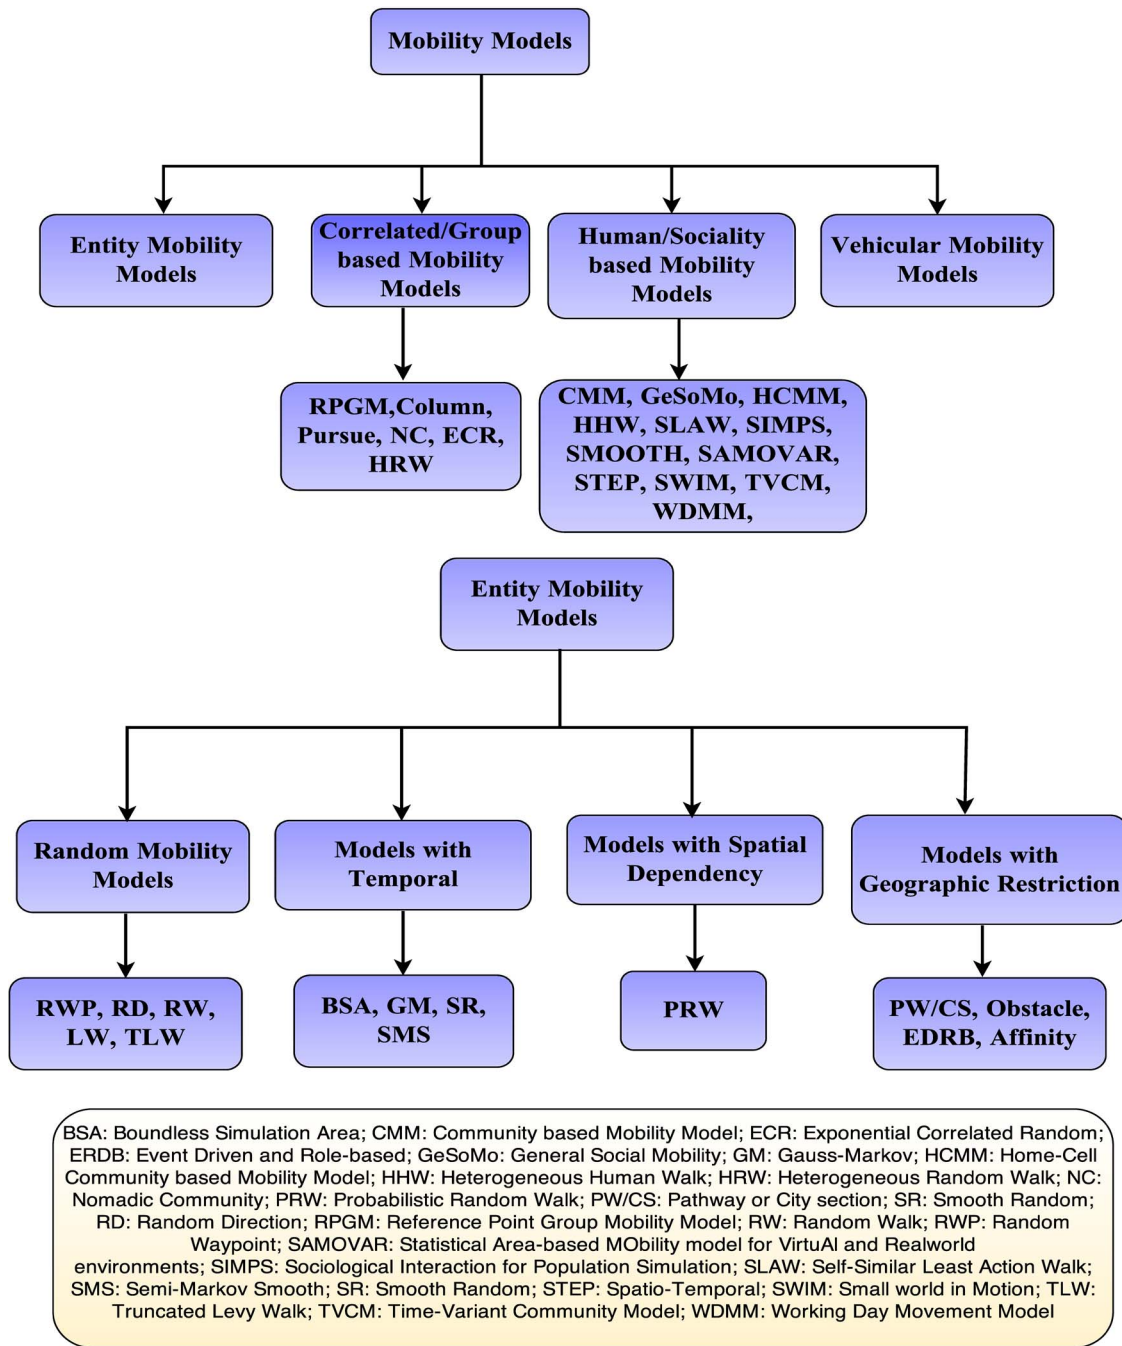 Mobility Models
Entity Mobility
Models
Correlated/Group
based Mobility
Models
Human/Sociality
based Mobility
Models
Vehicular Mobility
Models
RPGM,Column,
Pursue, NC, ECR,
HRW
CMM, GeSoMo, HCMM,
HHW, SLAW, SIMPS,
SMOOTH, SAMOVAR,
STEP, SWIM, TVCM,
WDMM,
Entity Mobility
Models
Random Mobility
Models
Models with
Temporal
Models with Spatial
Dependency
Models with
Geographic Restriction
RWP, RD, RW,
LW, TLW
BSA, GM, SR,
SMS
PRW
PW/CS, Obstacle,
EDRB, Affinity
BSA: Boundless Simulation Area; CMM: Community based Mobility Model; ECR: Exponential Correlated Random;
ERDB: Event Driven and Role-based; GeSoMo: General Social Mobility; GM: Gauss-Markov; HCMM: Home-Cell
Community based Mobility Model; HHW: Heterogeneous Human Walk; HRW: Heterogeneous Random Walk; NC:
Nomadic Community; PRW: Probabilistic Random Walk; PW/CS: Pathway or City section; SR: Smooth Random;
RD: Random Direction; RPGM: Reference Point Group Mobility Model; RW: Random Walk; RWP: Random
Waypoint; SAMOVAR: Statistical Area-based MObility model for VirtuAl and Realworld
environments; SIMPS: Sociological Interaction for Population Simulation; SLAW: Self-Similar Least Action Walk;
SMS: Semi-Markov Smooth; SR: Smooth Random; STEP: Spatio-Temporal; SWIM: Small world in Motion; TLW:
Truncated Levy Walk; TVCM: Time-Variant Community Model; WDMM: Working Day Movement Model